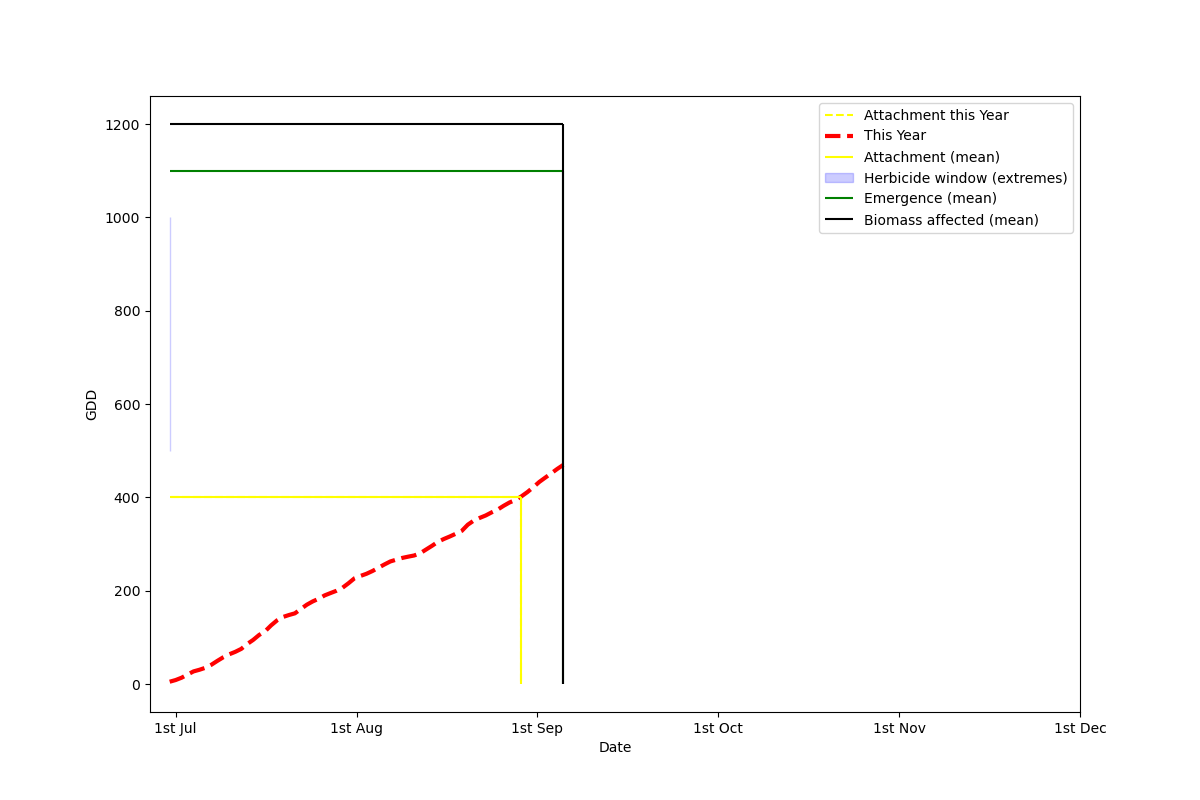 Attachment this Year
This Year
Attachment (mean)
Herbicide window (extremes)
Emergence (mean)
Biomass affected (mean)
GDD
1200
1000
800
600
400
200
0
1st Jul 1st Aug 1st Sep 1st Oct 1st Nov 1st Dec
Date